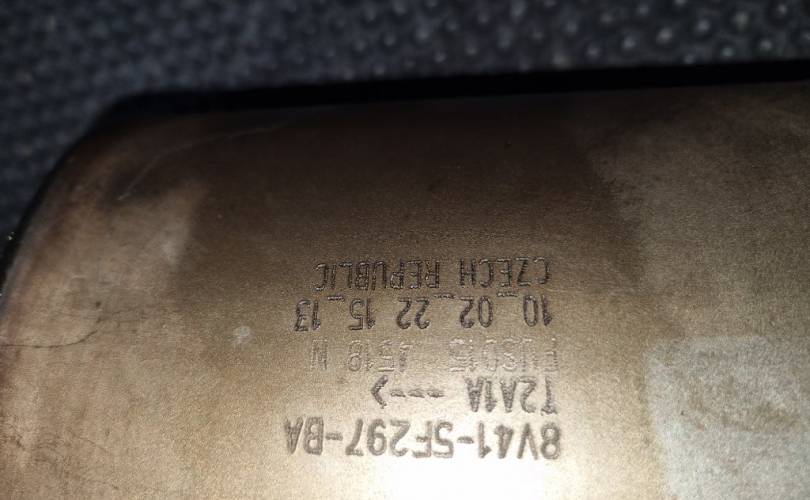 8V41-5F297-BA
T2A1A --->
N
10_02_22 15_13
CZECH REPUBLIC